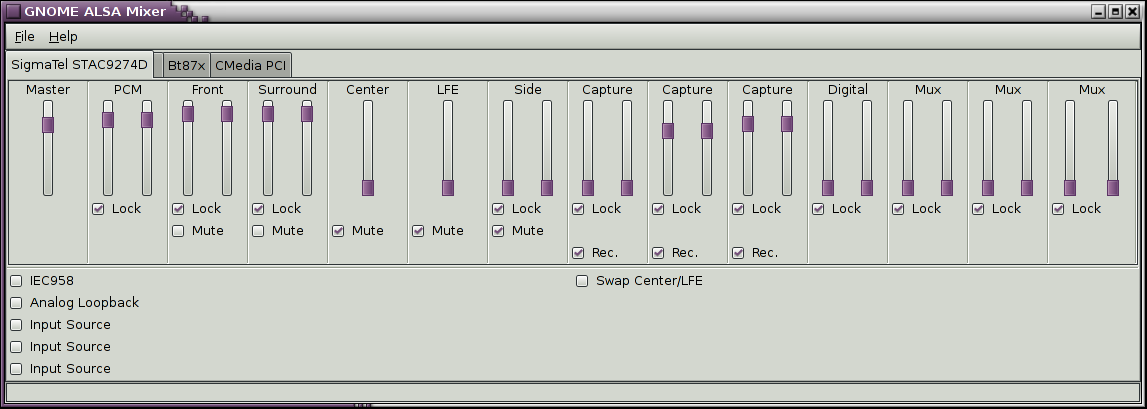 GNOME ALSA Mixer
File Help
SigmaTel STAC9274D Bt87x CMedia PCI
Master PCM Front Surround Center LFE Side Capture Capture Capture Digital Mux Mux Mux
Lock Lock Lock Lock Lock Lock Lock Lock Lock Lock Lock
Mute Mute Mute Mute Mute
Rec. Rec. Rec.
IEC958 Swap Center/LFE
Analog Loopback
Input Source
Input Source
Input Source